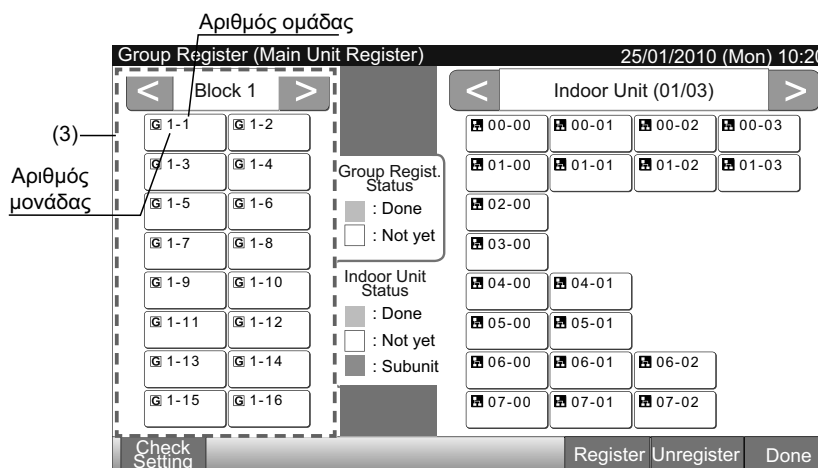 Αριθμός ομάδας
Group Register (Main Unit Register) 25/01/2010 (Mon) 10:20
< Block 1 >
< Indoor Unit (01/03) >
(3)
Αριθμός
μονάδας
G 1-1 G 1-2
G 1-3 G 1-4
G 1-5 G 1-6
G 1-7 G 1-8
G 1-9 G 1-10
G 1-11 G 1-12
G 1-13 G 1-14
G 1-15 G 1-16
Group Regist.
Status
: Done
: Not yet
Indoor Unit
Status
: Done
: Not yet
: Subunit
00-00 00-01 00-02 00-03
01-00 01-01 01-02 01-03
02-00
03-00
04-00 04-01
05-00 05-01
06-00 06-01 06-02
07-00 07-01 07-02
Check
Setting
Register Unregister Done